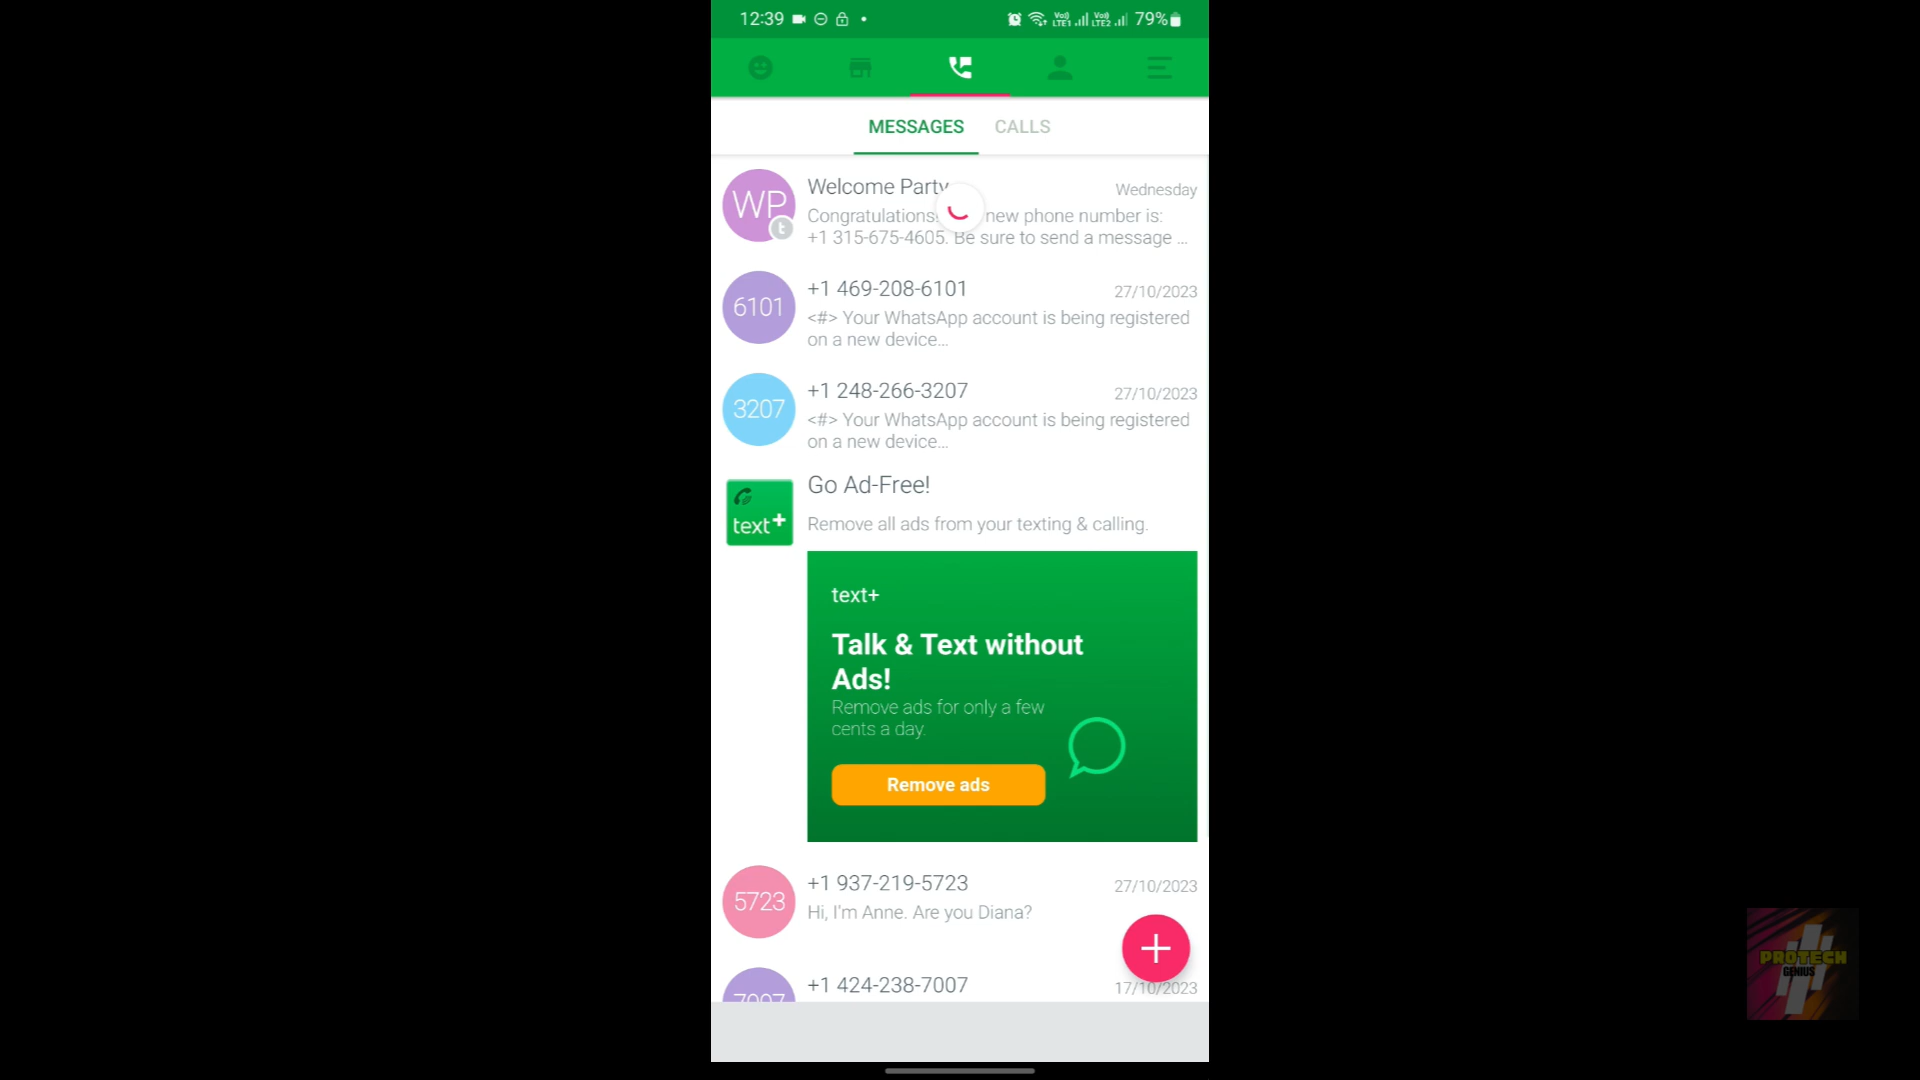 12:39 79%
MESSAGES CALLS
WP
Welcome Party Wednesday
Congratulations! new phone number is:
+1 315-675-4605. Be sure to send a message ...
6101
+1 469-208-6101 27/10/2023
<#> Your WhatsApp account is being registered
on a new device...
3207
+1 248-266-3207 27/10/2023
<#> Your WhatsApp account is being registered
on a new device...
Go Ad-Free!
text+
Remove all ads from your texting & calling.
text+
Talk & Text without
Ads!
Remove ads for only a few
cents a day.
Remove ads
5723
+1 937-219-5723 27/10/2023
Hi, I'm Anne. Are you Diana?
7007
+1 424-238-7007 17/10/2023
PROTECH
GENIUS